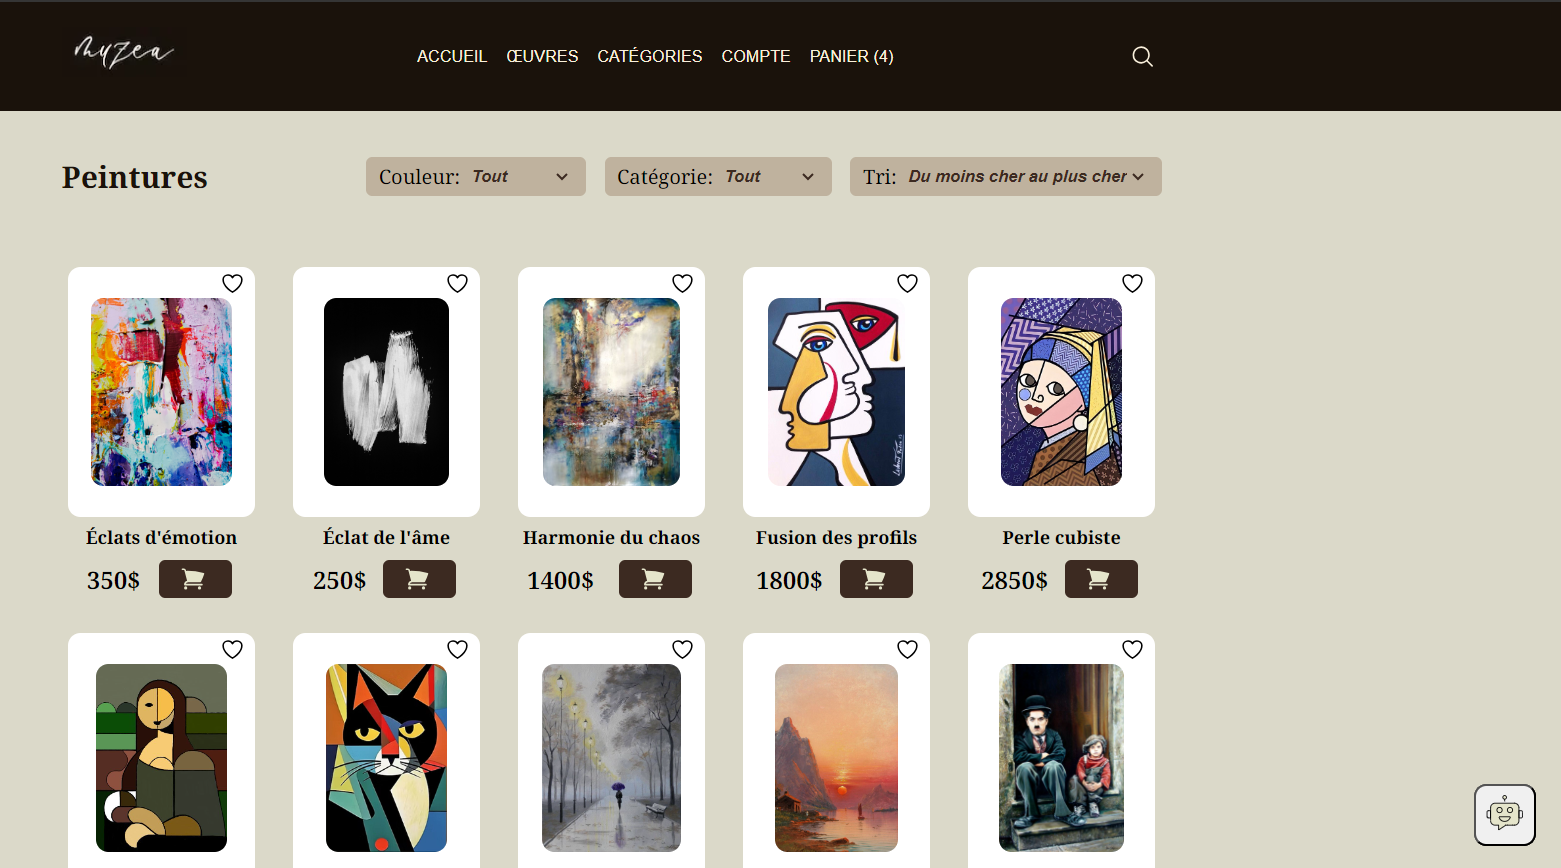 Muzea
ACCUEIL ŒUVRES CATÉGORIES COMPTE PANIER (4)
Peintures
Couleur: Tout
Catégorie: Tout
Tri: Du moins cher au plus cher
Éclats d'émotion
350$
Éclat de l'âme
250$
Harmonie du chaos
1400$
Fusion des profils
1800$
Perle cubiste
2850$